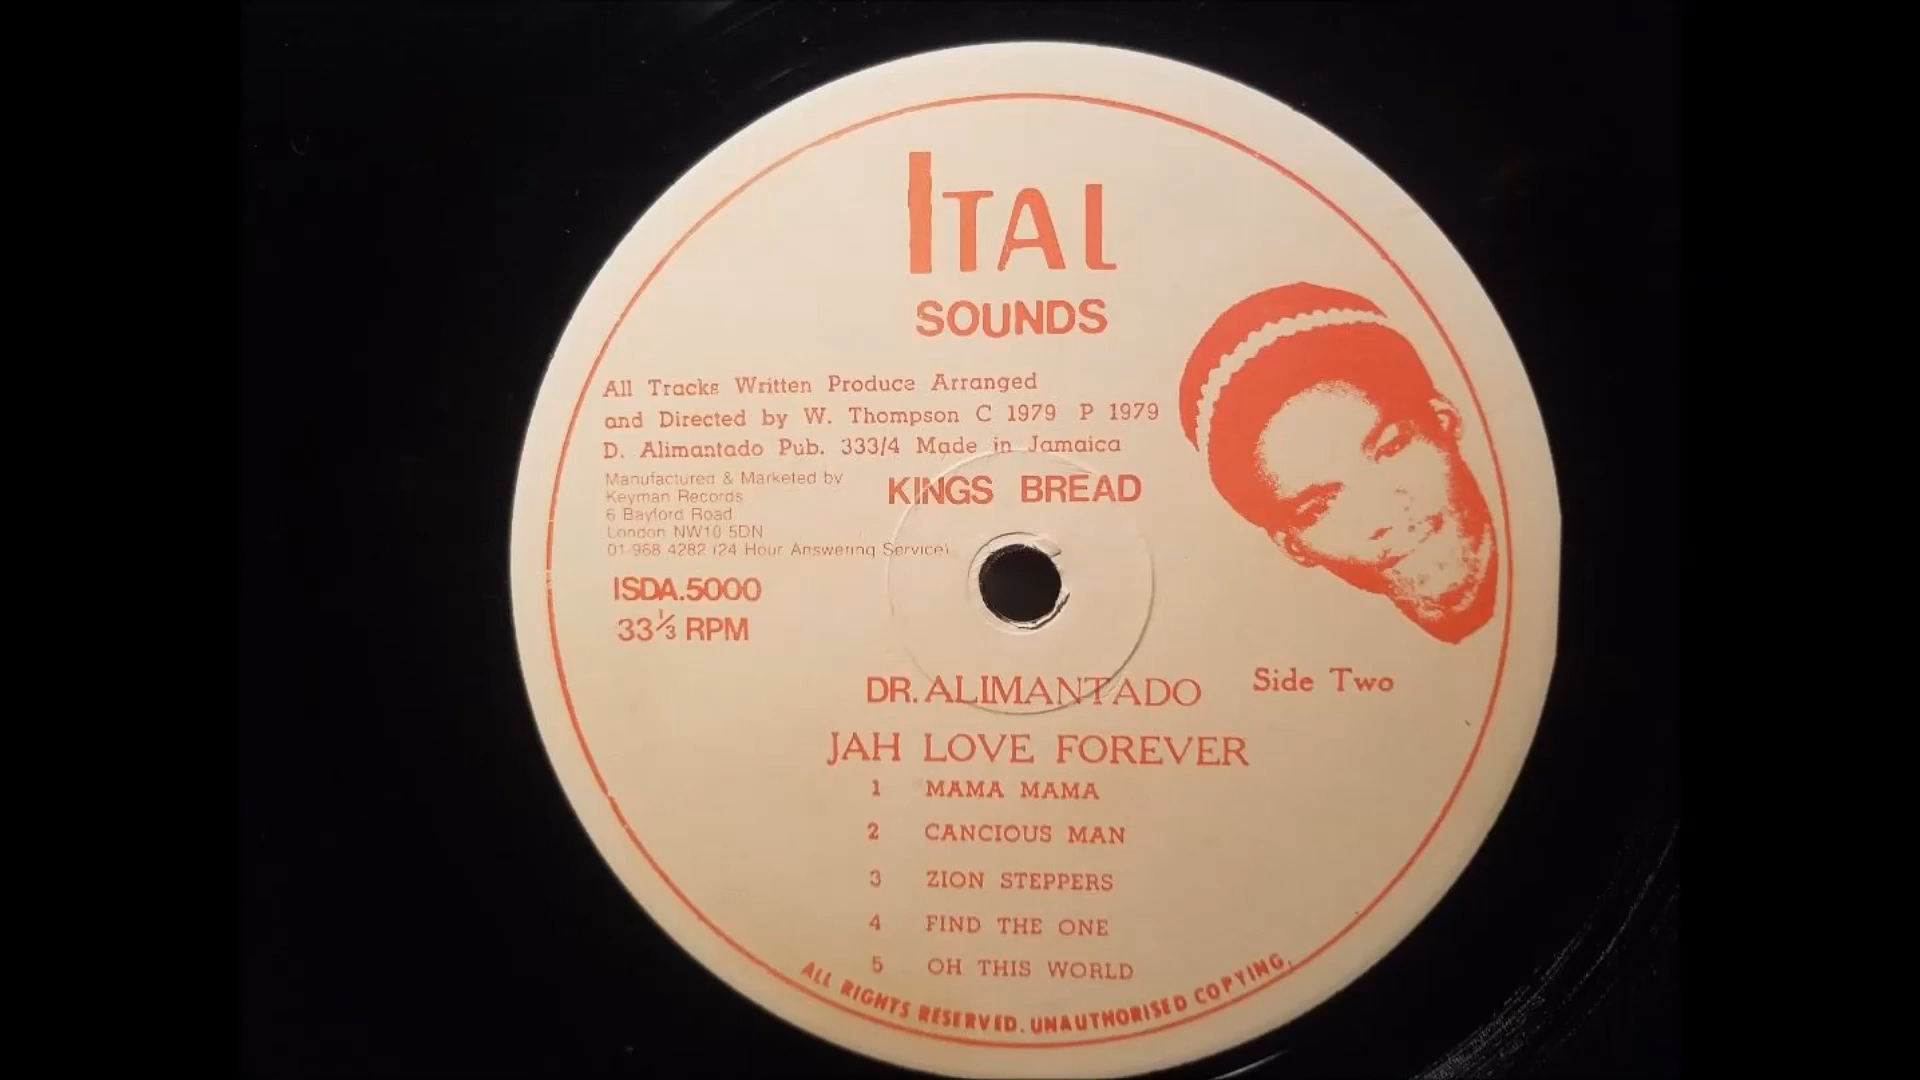 ITAL
SOUNDS
All Tracks Written Produce Arranged
and Directed by W. Thompson C 1979 P 1979
D. Alimantado Pub. 333/4 Made in Jamaica
Manufactured & Marketed by
Keyman Records
6 Bayford Road
London NW10 5DN
01-968 4282 (24 Hour Answering Service)
KINGS BREAD
ISDA.5000
33⅓ RPM
DR. ALIMANTADO
Side Two
JAH LOVE FOREVER
1 MAMA MAMA
2 CANCIOUS MAN
3 ZION STEPPERS
4 FIND THE ONE
5 OH THIS WORLD
ALL RIGHTS RESERVED. UNAUTHORISED COPYING.